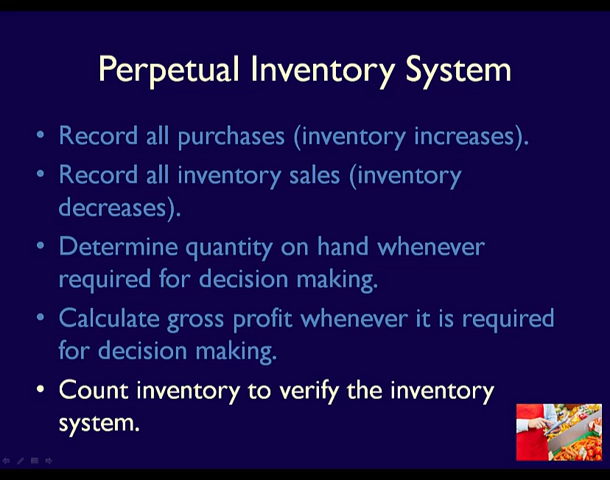 Perpetual Inventory System
• Record all purchases (inventory increases).
• Record all inventory sales (inventory
decreases).
• Determine quantity on hand whenever
required for decision making.
• Calculate gross profit whenever it is required
for decision making.
• Count inventory to verify the inventory
system.